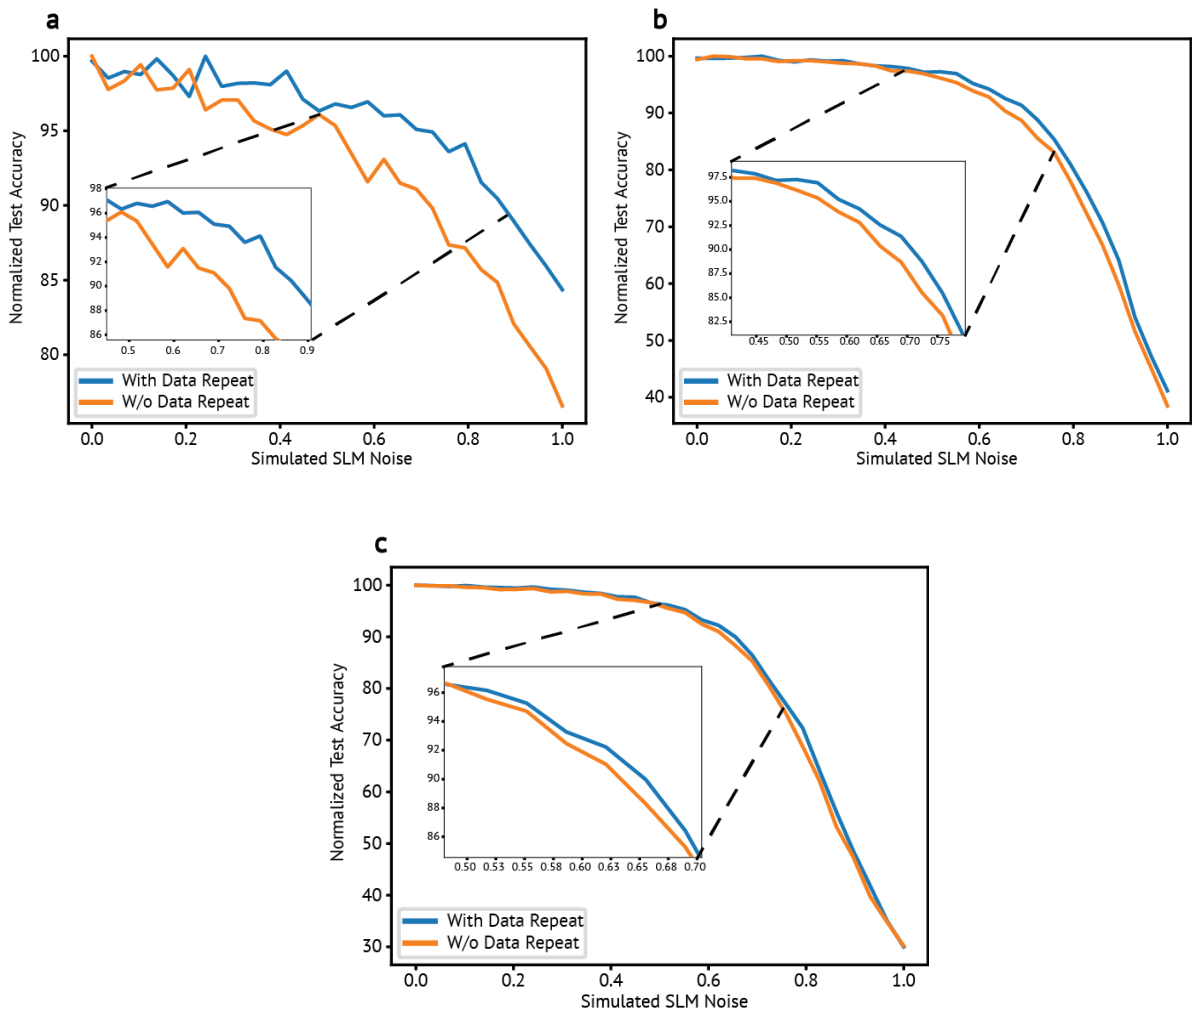 a
100
95
90
85
80
Normalized Test Accuracy
98
96
94
92
90
88
86
0.5 0.6 0.7 0.8 0.9
With Data Repeat
W/o Data Repeat
0.0 0.2 0.4 0.6 0.8 1.0
Simulated SLM Noise
b
100
90
80
70
60
50
40
Normalized Test Accuracy
97.5
95.0
92.5
90.0
87.5
85.0
82.5
0.45 0.50 0.55 0.60 0.65 0.70 0.75
With Data Repeat
W/o Data Repeat
0.0 0.2 0.4 0.6 0.8 1.0
Simulated SLM Noise
c
100
90
80
70
60
50
40
30
Normalized Test Accuracy
96
94
92
90
88
86
0.50 0.53 0.55 0.58 0.60 0.63 0.65 0.68 0.70
With Data Repeat
W/o Data Repeat
0.0 0.2 0.4 0.6 0.8 1.0
Simulated SLM Noise